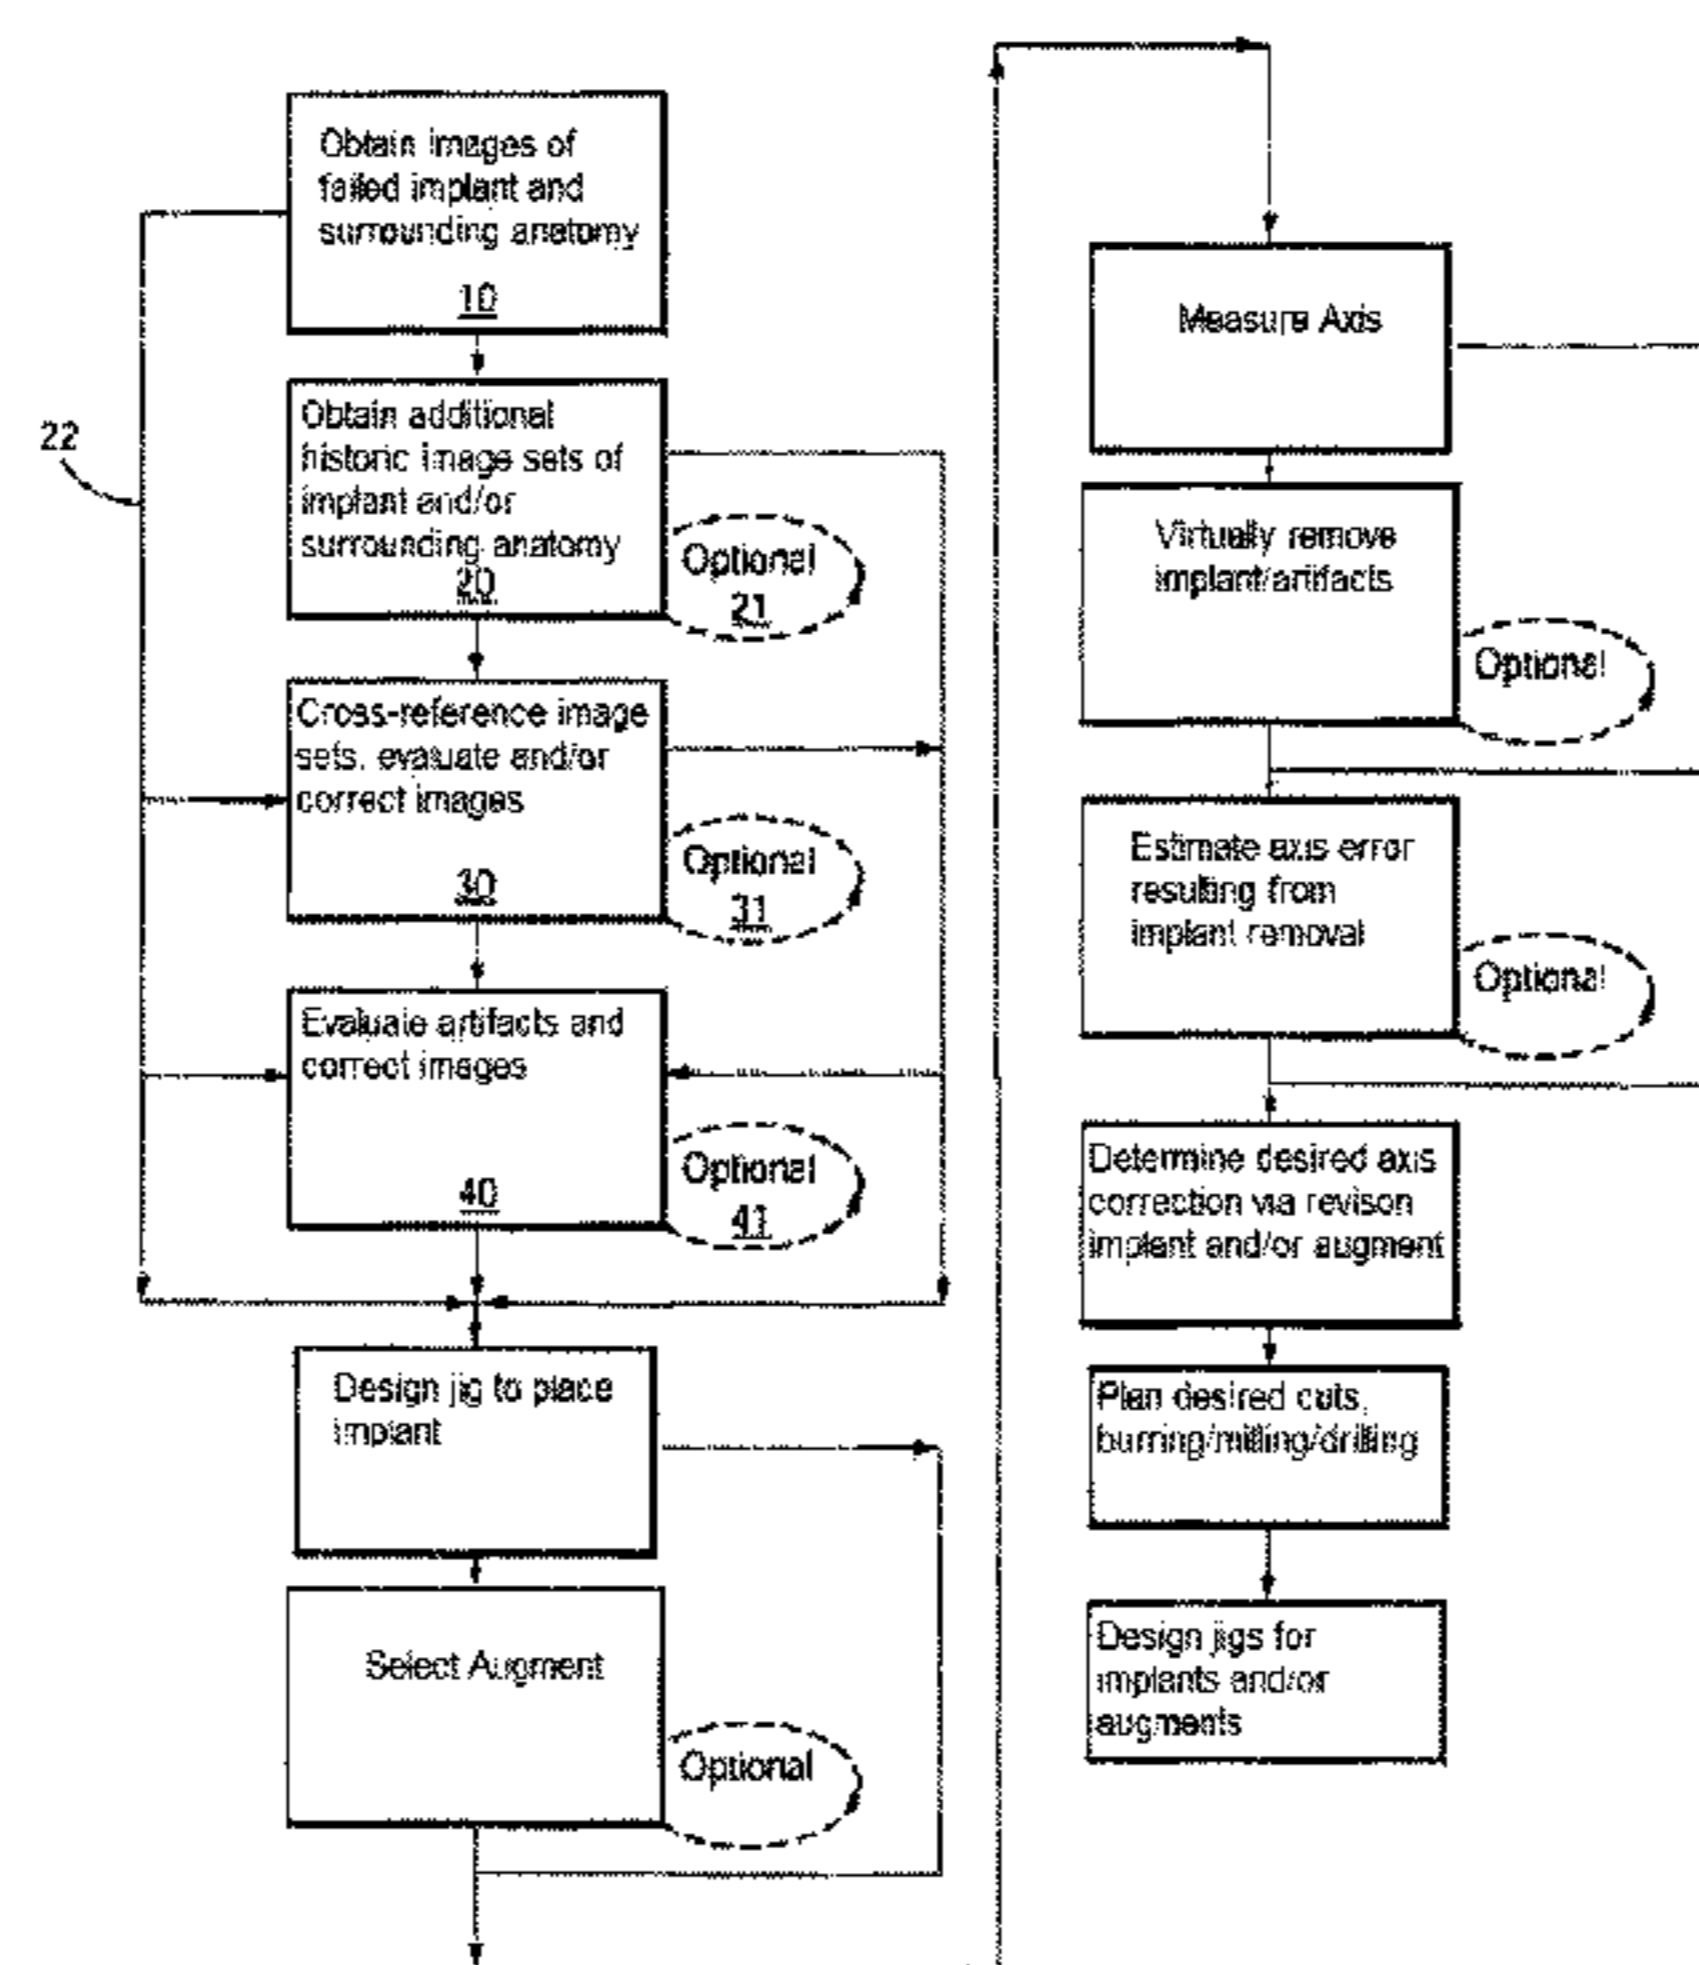 Obtain images of
failed implant and
surrounding anatomy
10
22
Obtain additional
historic image sets of
implant and/or
surrounding anatomy
20
Optional
21
Cross-reference image
sets, evaluate and/or
correct images
30
Optional
31
Evaluate artifacts and
correct images
40
Optional
41
Design jig to place
implant
Select Augment
Optional
Measure Axis
Virtually remove
implant/artifacts
Optional
Estimate axis error
resulting from
implant removal
Optional
Determine desired axis
correction via revison
implant and/or augment
Plan desired cuts,
burring/milling/drilling
Design jigs for
implants and/or
augments